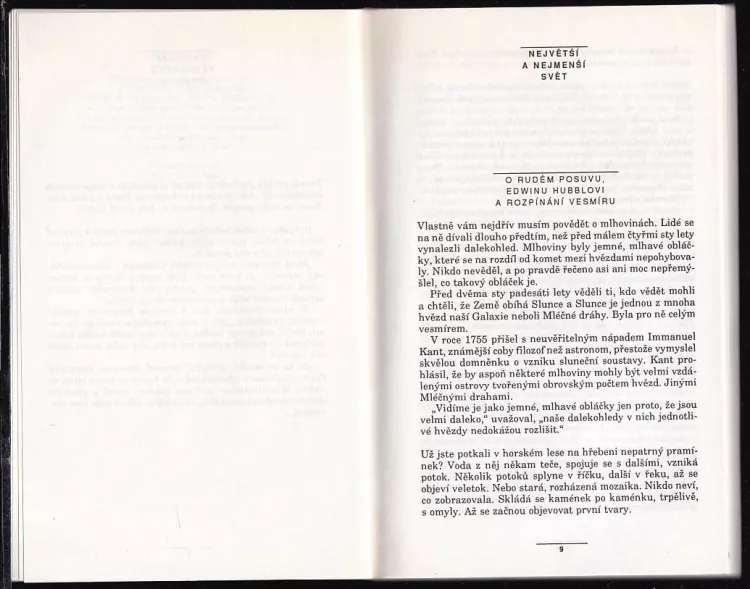 NEJVĚTŠÍ
A NEJMENŠÍ
SVĚT
O RUDÉM POSUVU,
EDWINU HUBBLOVI
A ROZPÍNÁNÍ VESMÍRU
Vlastně vám nejdřív musím povědět o mlhovinách. Lidé se
na ně dívali dlouho předtím, než před málem čtyřmi sty lety
vynalezli dalekohled. Mlhoviny byly jemné, mlhavé obláč-
ky, které se na rozdíl od komet mezi hvězdami nepohybova-
ly. Nikdo nevěděl, a po pravdě řečeno asi ani moc nepřemý-
šlel, co takový obláček je.
Před dvěma sty padesáti lety věděli ti, kdo vědět mohli
a chtěli, že Země obíhá Slunce a Slunce je jednou z mnoha
hvězd naší Galaxie neboli Mléčné dráhy. Byla pro ně celým
vesmírem.
V roce 1755 přišel s neuvěřitelným nápadem Immanuel
Kant, známější coby filozof než astronom, přestože vymyslel
skvělou domněnku o vzniku sluneční soustavy. Kant pro-
hlásil, že by aspoň některé mlhoviny mohly být velmi vzdá-
lenými ostrovy tvořenými obrovským počtem hvězd. Jinými
Mléčnými drahami.
„Vidíme je jako jemné, mlhavé obláčky jen proto, že jsou
velmi daleko,“ uvažoval, „naše dalekohledy v nich jednotli-
vé hvězdy nedokážou rozlišit.“
Už jste potkali v horském lese na hřebeni nepatrný pramí-
nek? Voda z něj někam teče, spojuje se s dalšími, vzniká
potok. Několik potoků splyne v říčku, další v řeku, až se
objeví veletok. Nebo stará, rozházená mozaika. Nikdo neví,
co zobrazovala. Skládá se kamének po kaménku, trpělivě,
s omyly. Až se začnou objevovat první tvary.
9